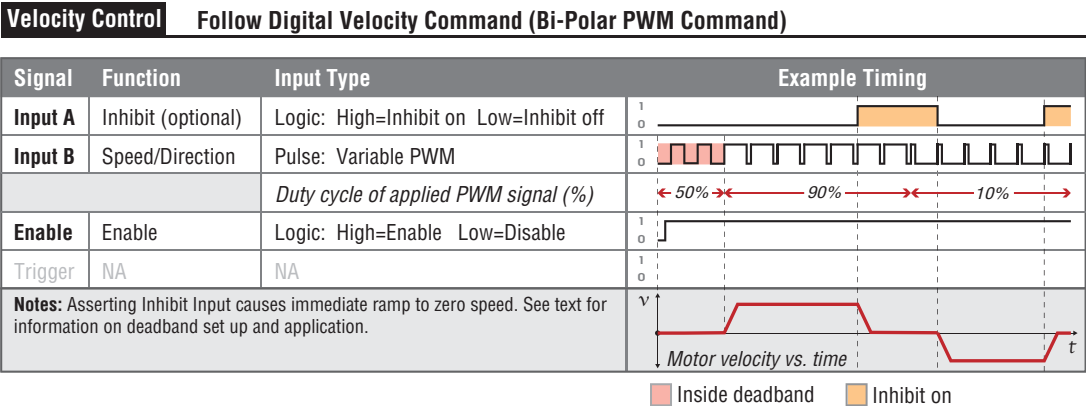 Velocity Control Follow Digital Velocity Command (Bi-Polar PWM Command)
Signal Function Input Type Example Timing
Input A Inhibit (optional) Logic: High=Inhibit on Low=Inhibit off 1 0
Input B Speed/Direction Pulse: Variable PWM 1 0
Duty cycle of applied PWM signal (%) 50% 90% 10%
Enable Enable Logic: High=Enable Low=Disable 1 0
Trigger NA NA 1 0
Notes: Asserting Inhibit Input causes immediate ramp to zero speed. See text for
information on deadband set up and application.
v
t
Motor velocity vs. time
Inside deadband Inhibit on